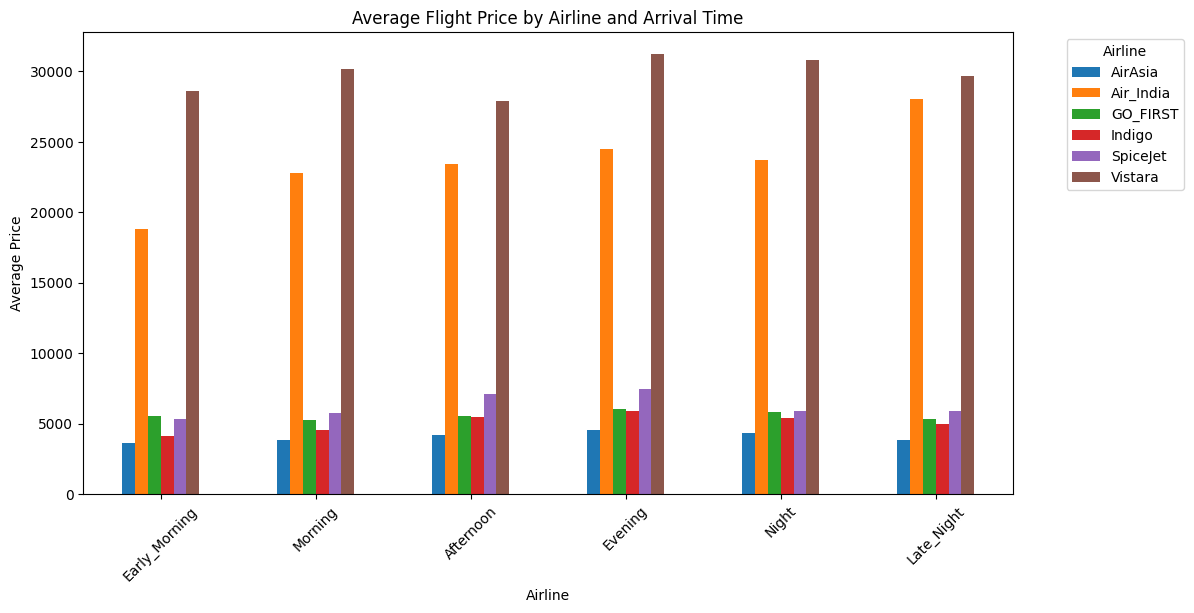 Average Flight Price by Airline and Arrival Time
Average Price
30000
25000
20000
15000
10000
5000
0
Early_Morning
Morning
Afternoon
Evening
Night
Late_Night
Airline
Airline
AirAsia
Air_India
GO_FIRST
Indigo
SpiceJet
Vistara